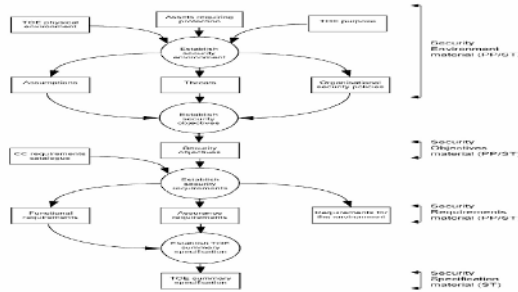 TOE physical
environment
Assets requiring
protection
TOE purpose
Establish
security
environment
Security
Environment
material (PP/ST
Assumptions
Threats
Organisational
security policies
Establish
security
objectives
Security
objectives
Security
Objectives
material (PP/ST
CC requirements
catalogue
Establish
security
requirements
Functional
requirements
Assurance
requirements
Requirements for
the environment
Security
Requirements
material (PP/ST
Establish TOE
summary
specification
TOE summary
specification
Security
Specification
material (ST)